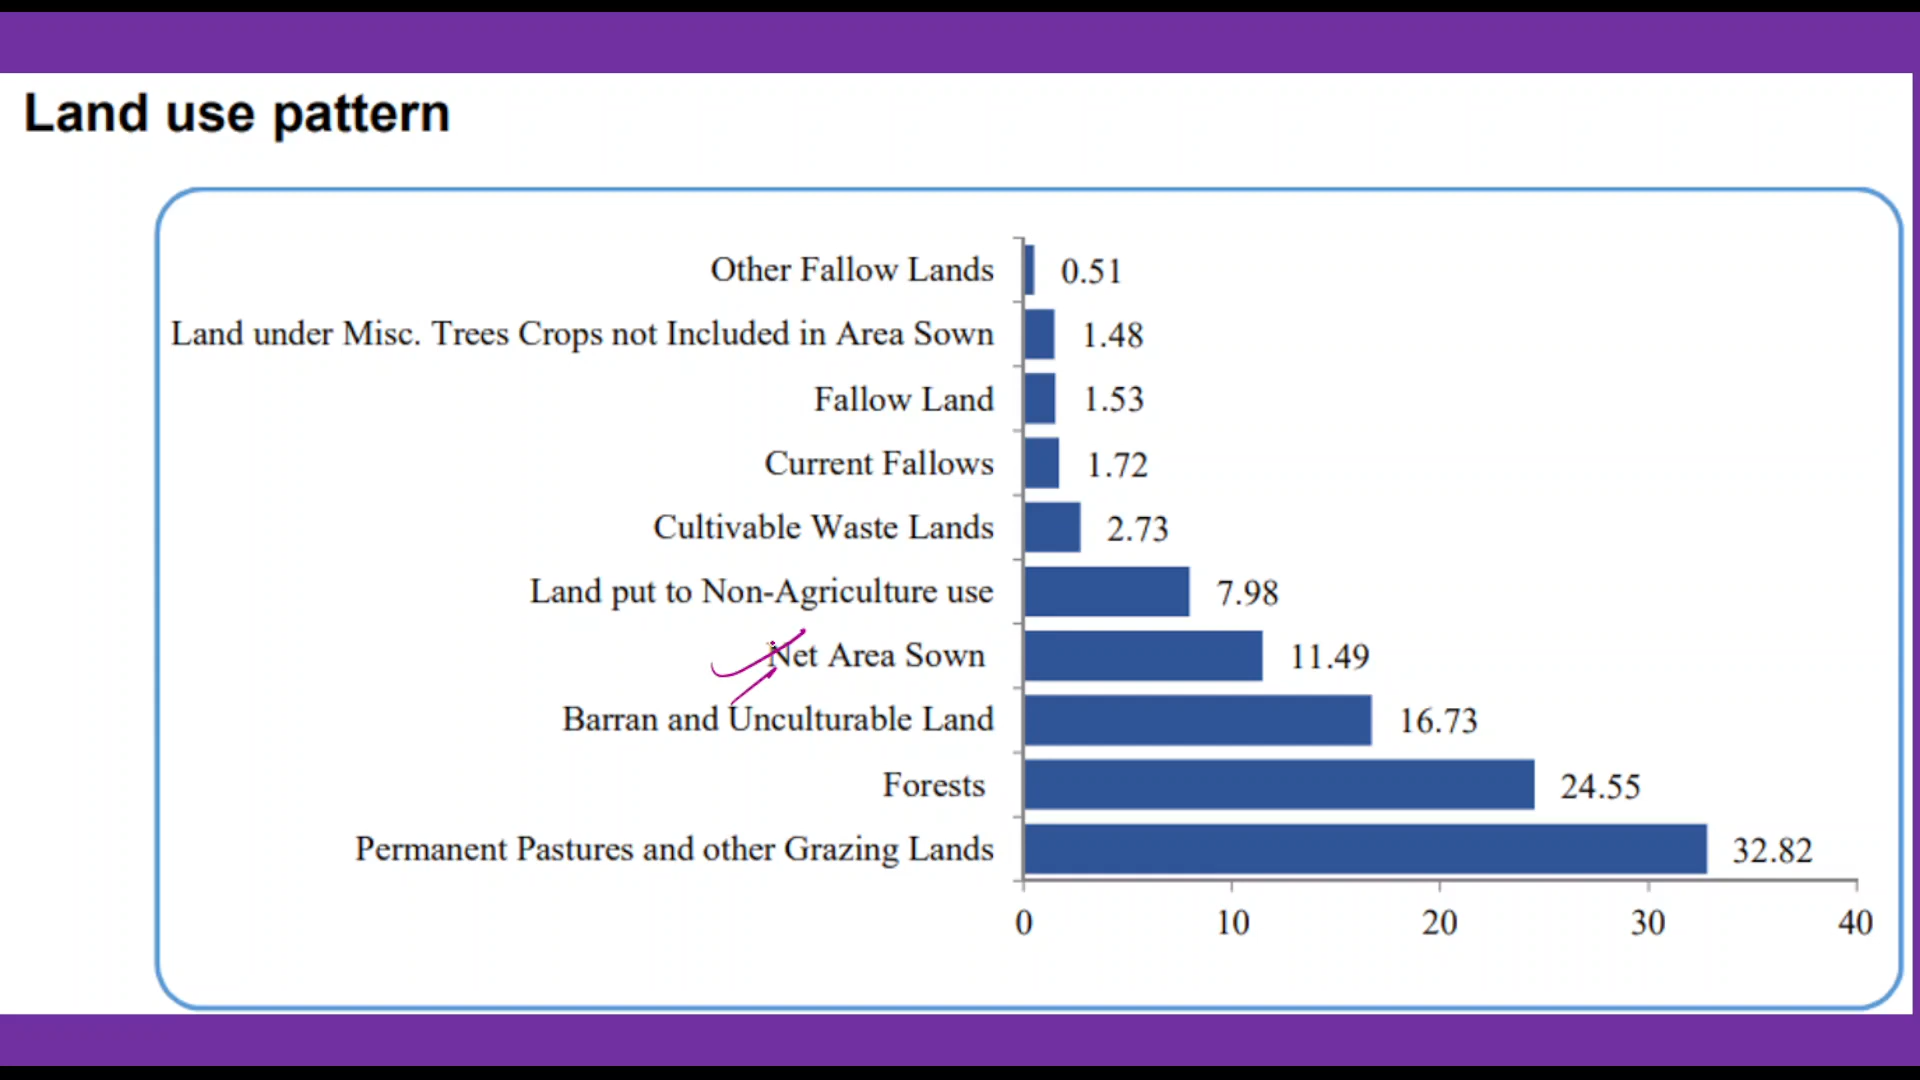 Land use pattern
Other Fallow Lands 0.51
Land under Misc. Trees Crops not Included in Area Sown 1.48
Fallow Land 1.53
Current Fallows 1.72
Cultivable Waste Lands 2.73
Land put to Non-Agriculture use 7.98
Net Area Sown 11.49
Barran and Unculturable Land 16.73
Forests 24.55
Permanent Pastures and other Grazing Lands 32.82
0 10 20 30 40